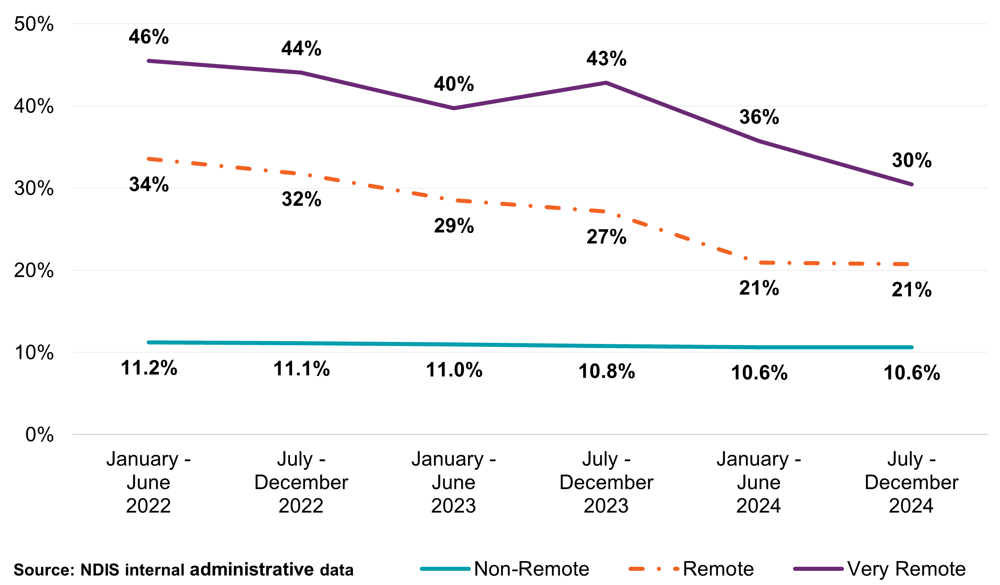 50%
46%
44%
43%
40%
40%
36%
30%
34%
30%
32%
29%
27%
20%
21%
21%
10%
11.2%
11.1%
11.0%
10.8%
10.6%
10.6%
0%
January - June 2022
July - December 2022
January - June 2023
July - December 2023
January - June 2024
July - December 2024
Source: NDIS internal administrative data
Non-Remote
Remote
Very Remote